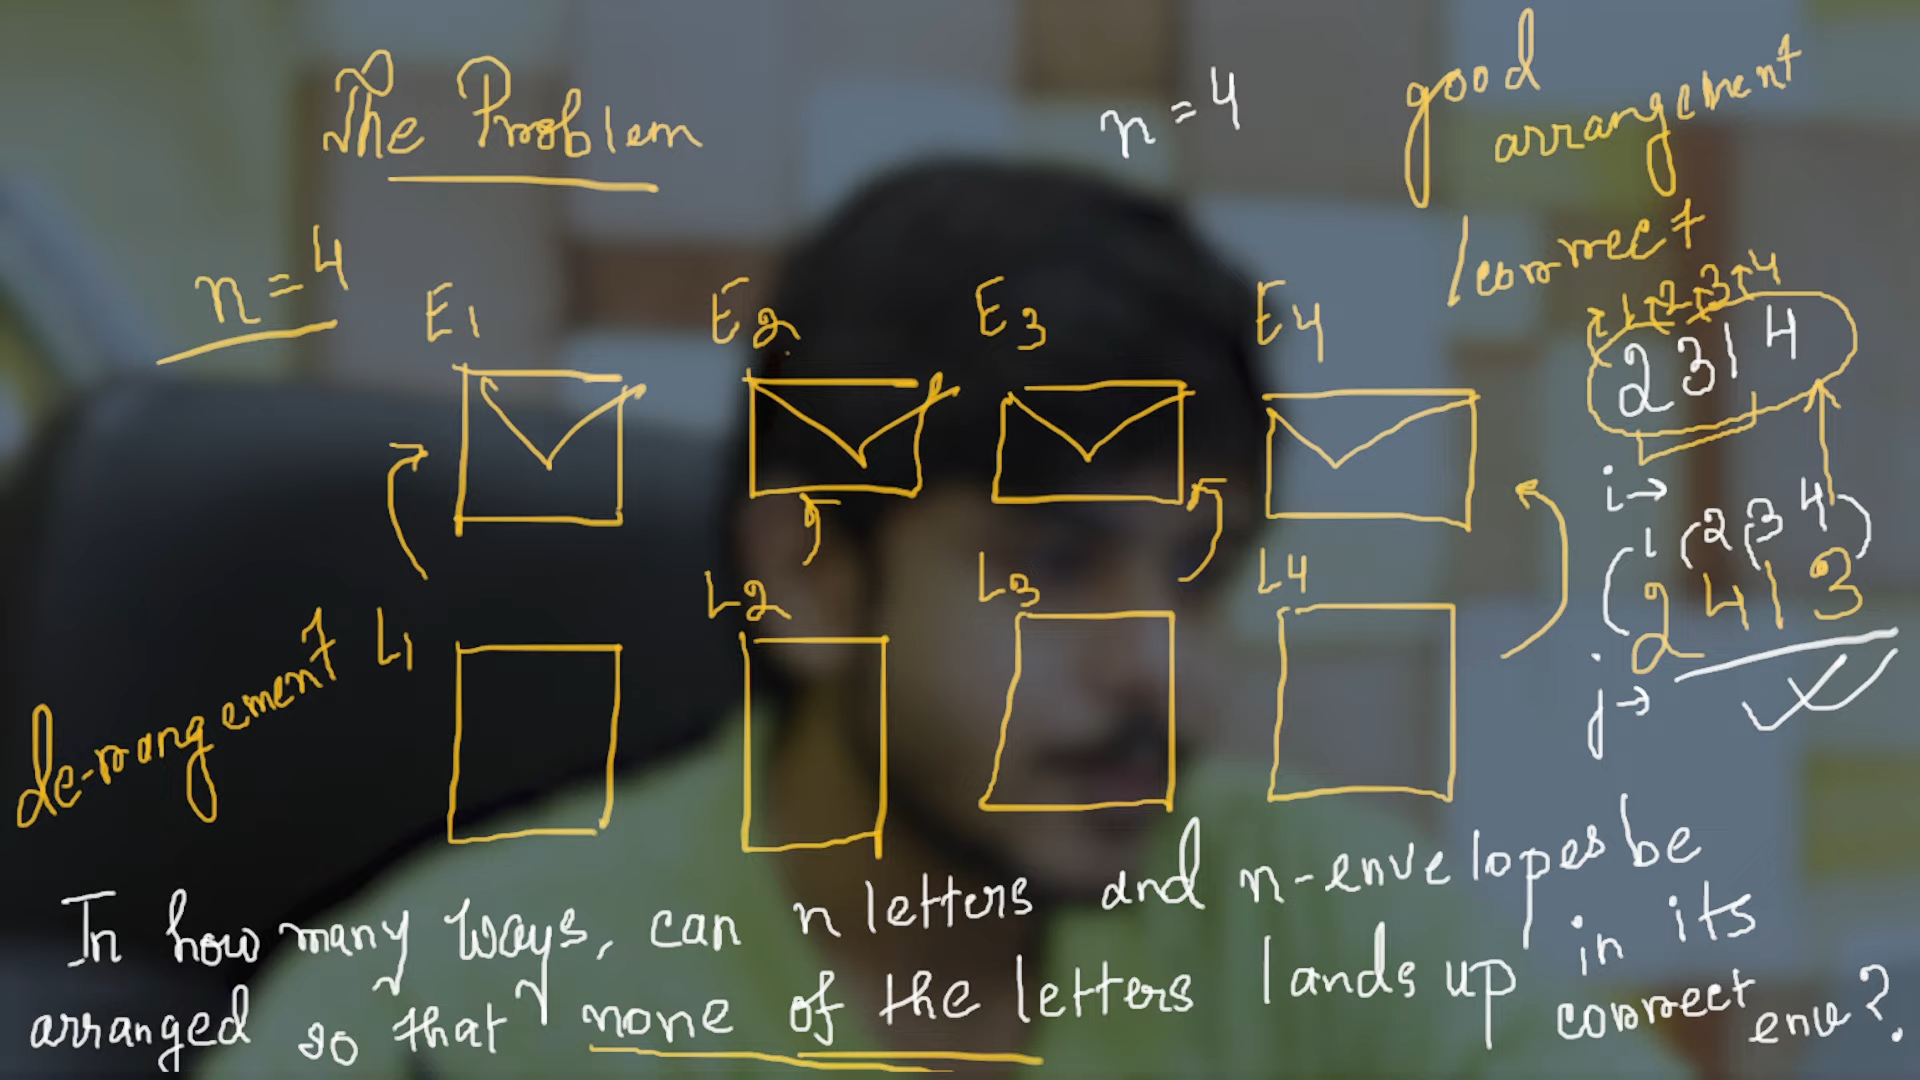 The Problem
n = 4
good
arrangement
/correct
n = 4
E1 E2 E3 E4
1 2 3 4
2 3 1 4
i →
1 2 3 4
2 4 1 3
j →
L1 L2 L3 L4
de-rangement
In how many ways, can n letters and n-envelopes be
arranged so that none of the letters lands up in its
correct env?